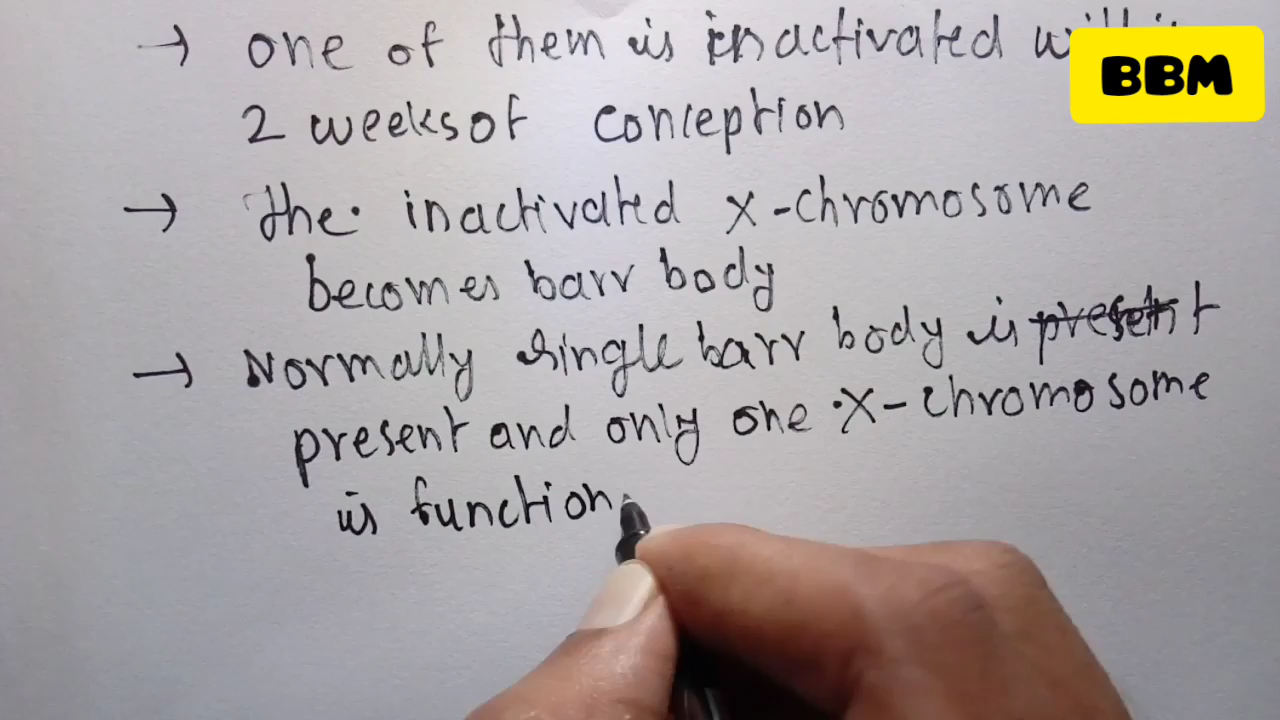 → one of them is inactivated
BBM
2 weeks of conception
→ The inactivated X-chromosome
becomes barr body
→ Normally single barr body is present
present and only one X-chromosome
is function